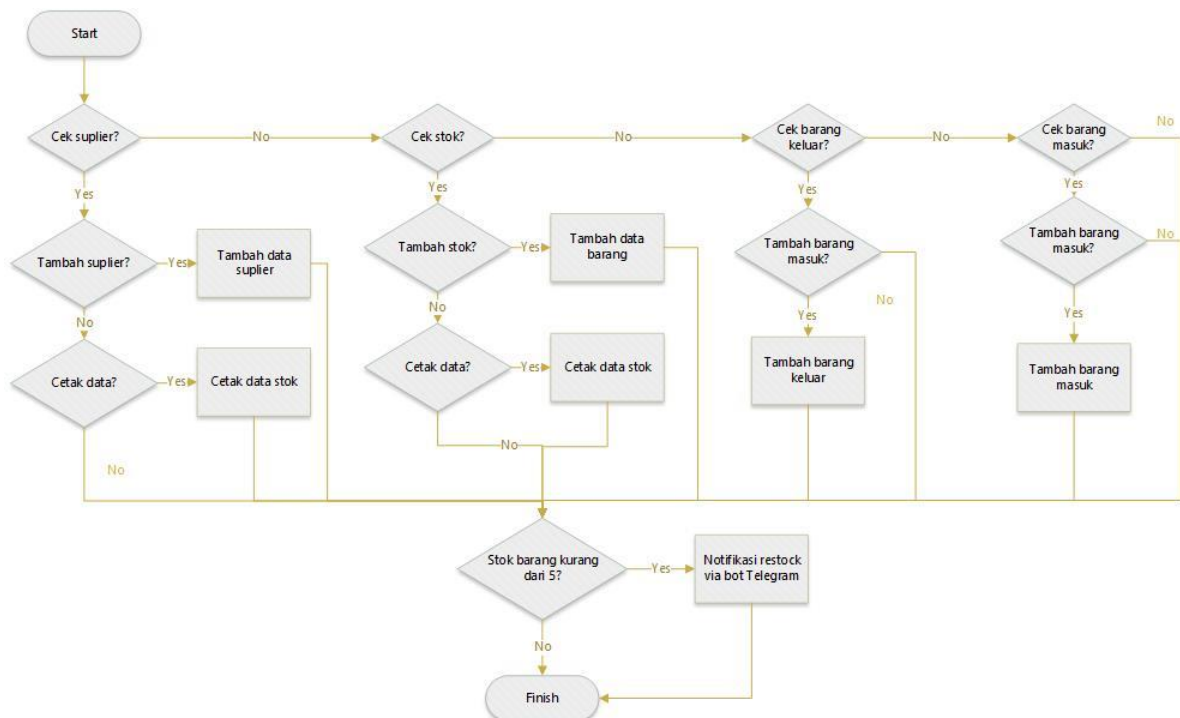 Start
Cek suplier?
No
Cek stok?
No
Cek barang
keluar?
No
Cek barang
masuk?
No
Yes
Yes
Yes
Yes
Tambah suplier?
Yes
Tambah data
suplier
Tambah stok?
Yes
Tambah data
barang
Tambah barang
masuk?
No
Tambah barang
masuk?
No
No
No
Yes
Yes
Cetak data?
Yes
Cetak data stok
Cetak data?
Yes
Cetak data stok
Tambah barang
keluar
Tambah barang
masuk
No
No
Stok barang kurang
dari 5?
Yes
Notifikasi restock
via bot Telegram
No
Finish